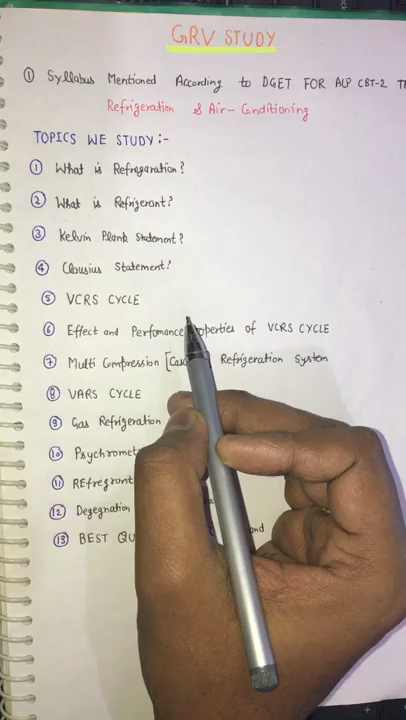 GRV STUDY
① Syllabus Mentioned According to DGET FOR ALP CBT-2
Refrigeration & Air-Conditioning
TOPICS WE STUDY:-
① What is Refregaration?
② What is Refrigerant?
③ Kelvin Plank Statement?
④ Clausius Statement?
⑤ VCRS CYCLE
⑥ Effect and Perfomance of VCRS CYCLE
⑦ Multi Compression Refrigeration System
⑧ VARS CYCLE
⑨ Gas Refrigeration
⑩
⑪ REfregrant
⑫ Degegnation
⑬ BEST